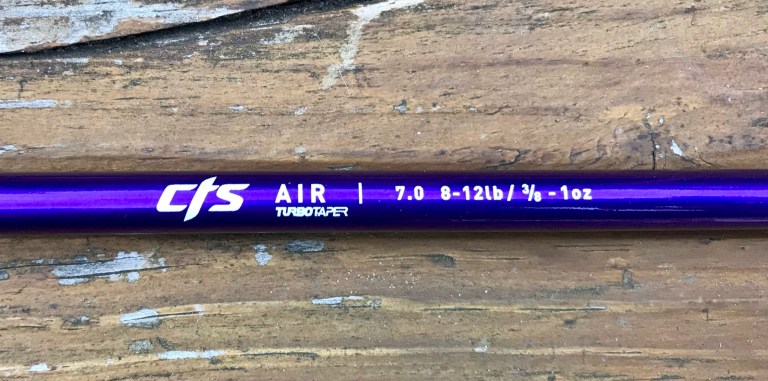 cts AIR | 7.0 8-12lb / ⅜ - 1oz
TURBOTAPER